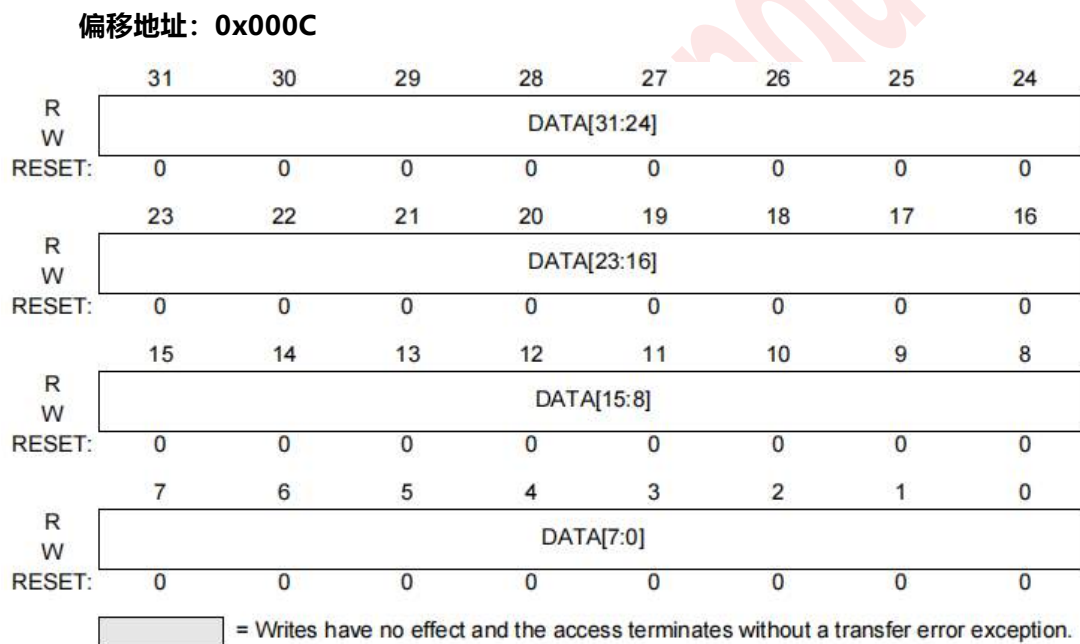 偏移地址：0x000C
31 30 29 28 27 26 25 24
R
DATA[31:24]
W
RESET: 0 0 0 0 0 0 0 0
23 22 21 20 19 18 17 16
R
DATA[23:16]
W
RESET: 0 0 0 0 0 0 0 0
15 14 13 12 11 10 9 8
R
DATA[15:8]
W
RESET: 0 0 0 0 0 0 0 0
7 6 5 4 3 2 1 0
R
DATA[7:0]
W
RESET: 0 0 0 0 0 0 0 0
= Writes have no effect and the access terminates without a transfer error exception.